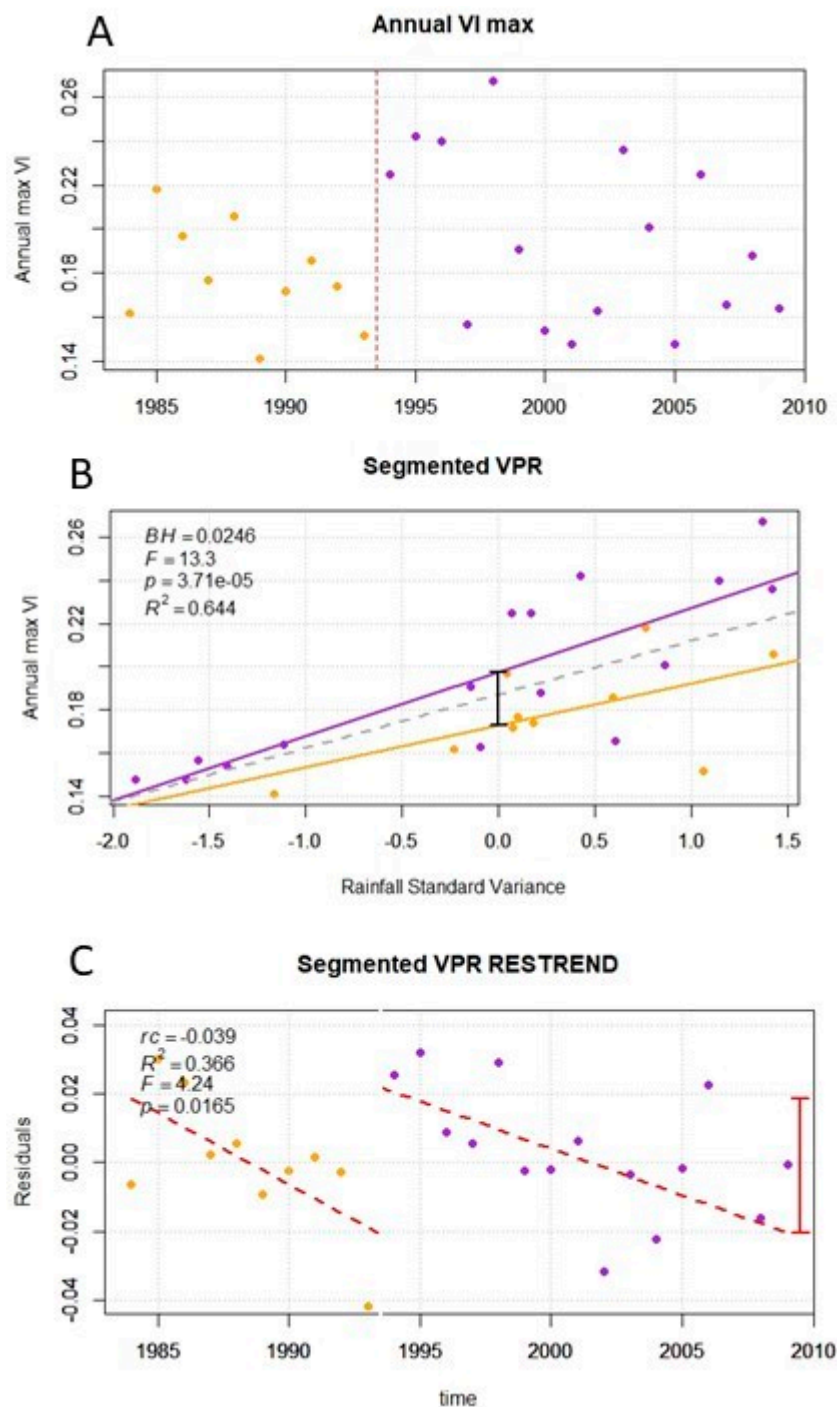 A
Annual VI max
Annual max VI
0.26
0.22
0.18
0.14
1985 1990 1995 2000 2005 2010
B
Segmented VPR
BH = 0.0246
F = 13.3
p = 3.71e-05
R² = 0.644
Annual max VI
0.26
0.22
0.18
0.14
-2.0 -1.5 -1.0 -0.5 0.0 0.5 1.0 1.5
Rainfall Standard Variance
C
Segmented VPR RESTREND
rc = -0.039
R² = 0.366
F = 4.24
p = 0.0165
Residuals
0.04
0.02
0.00
-0.02
-0.04
1985 1990 1995 2000 2005 2010
time